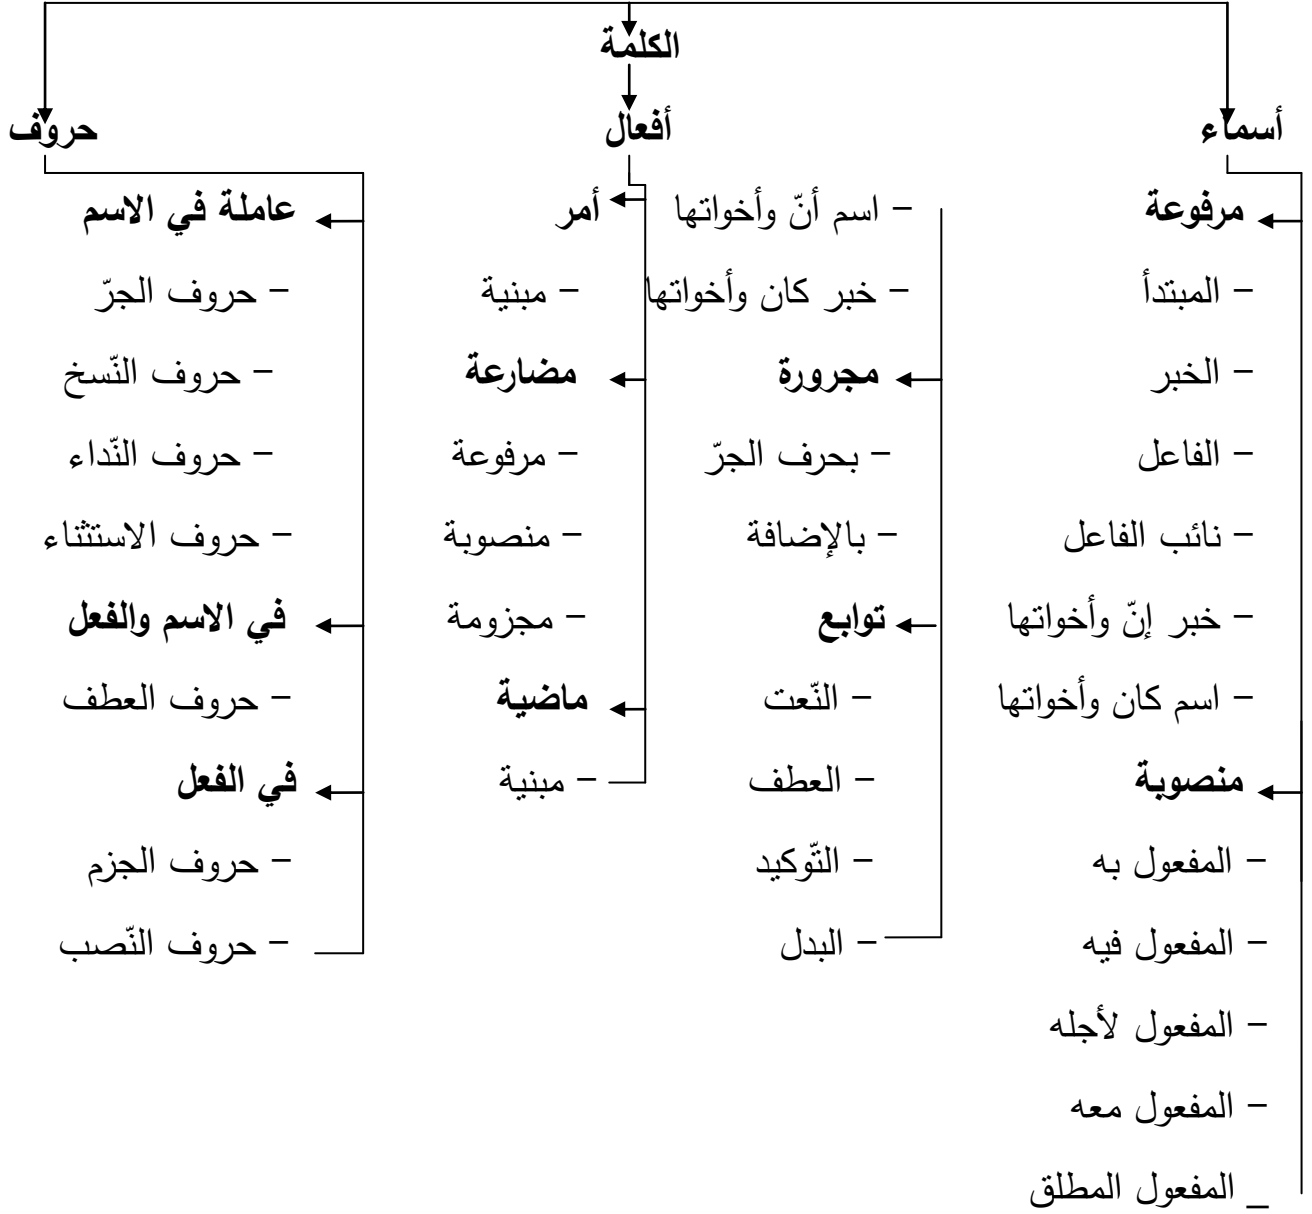 الكلمة
أسماء
أفعال
حروف
مرفوعة
– المبتدأ
– الخبر
– الفاعل
– نائب الفاعل
– خبر إنّ وأخواتها
– اسم كان وأخواتها
منصوبة
– المفعول به
– المفعول فيه
– المفعول لأجله
– المفعول معه
_ المفعول المطلق
– اسم أنّ وأخواتها
– خبر كان وأخواتها
مجرورة
– بحرف الجرّ
– بالإضافة
توابع
– النّعت
– العطف
– التّوكيد
– البدل
أمر
– مبنية
مضارعة
– مرفوعة
– منصوبة
– مجزومة
ماضية
– مبنية
عاملة في الاسم
– حروف الجرّ
– حروف النّسخ
– حروف النّداء
– حروف الاستثناء
في الاسم والفعل
– حروف العطف
في الفعل
– حروف الجزم
– حروف النّصب